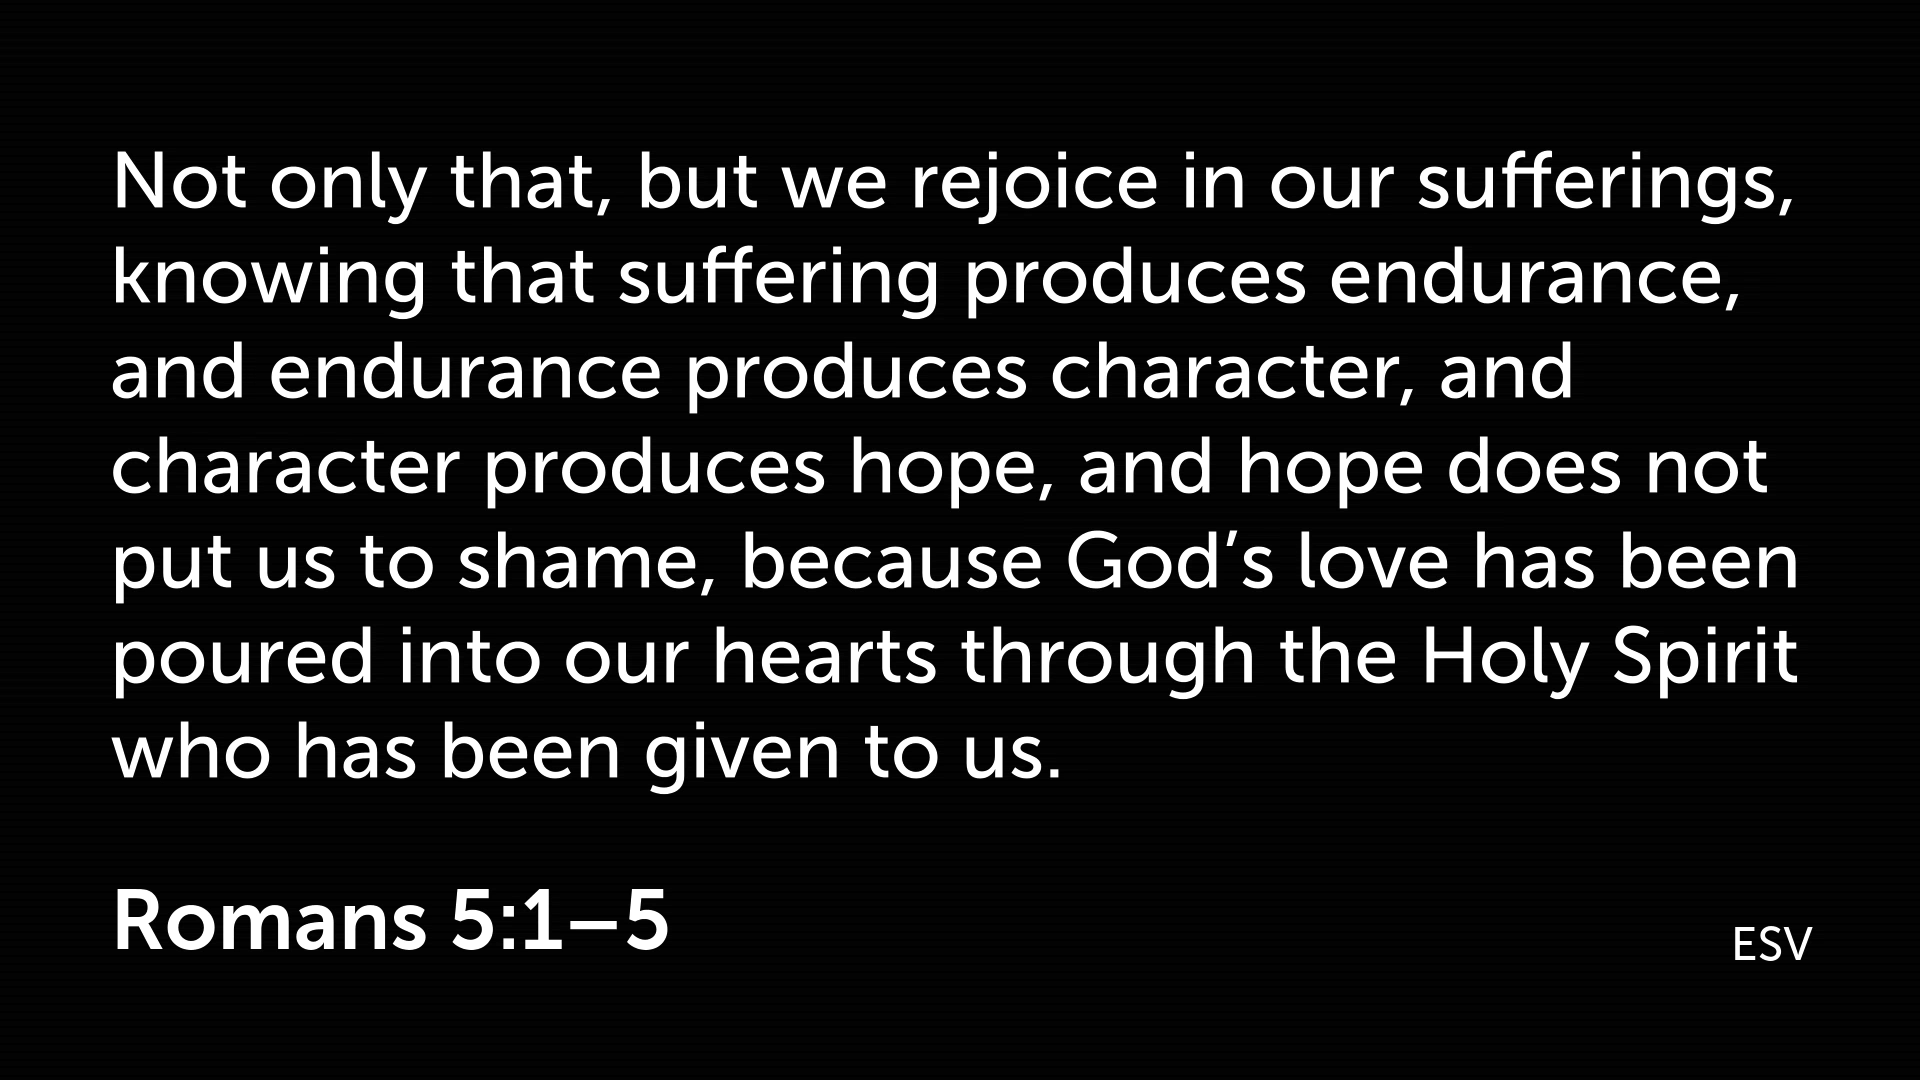 Not only that, but we rejoice in our sufferings,
knowing that suffering produces endurance,
and endurance produces character, and
character produces hope, and hope does not
put us to shame, because God’s love has been
poured into our hearts through the Holy Spirit
who has been given to us.
Romans 5:1–5
ESV